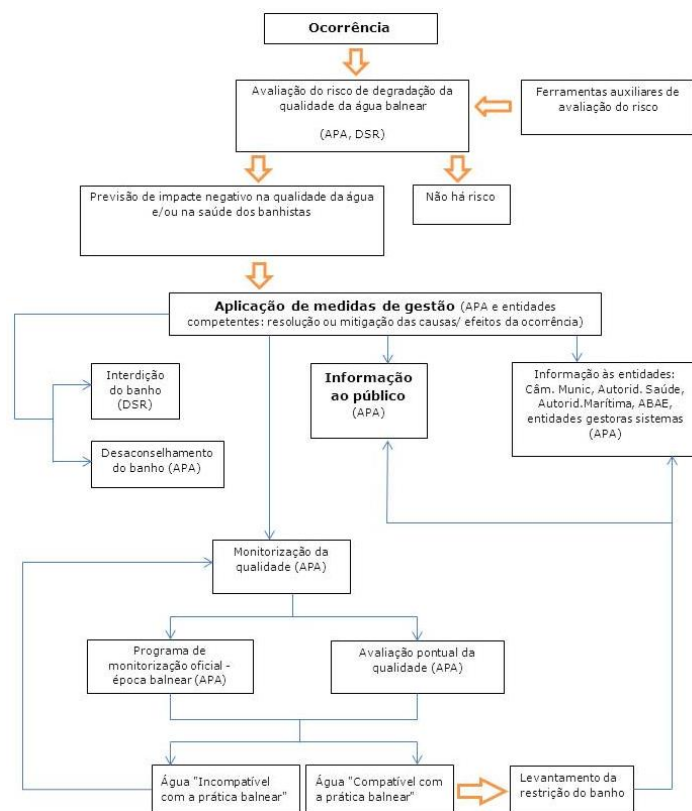 Ocorrência
Avaliação do risco de degradação da
qualidade da água balnear
(APA, DSR)
Ferramentas auxiliares de
avaliação do risco
Previsão de impacte negativo na qualidade da água
e/ou na saúde dos banhistas
Não há risco
Aplicação de medidas de gestão (APA e entidades
competentes: resolução ou mitigação das causas/ efeitos da ocorrência)
Interdição
do banho
(DSR)
Desaconselhamento
do banho (APA)
Informação
ao público
(APA)
Informação às entidades:
Câm. Munic, Autorid. Saúde,
Autorid.Marítima, ABAE,
entidades gestoras sistemas
(APA)
Monitorização da
qualidade (APA)
Programa de
monitorização oficial -
época balnear (APA)
Avaliação pontual da
qualidade (APA)
Água "Incompatível
com a prática balnear"
Água "Compatível com
a prática balnear"
Levantamento da
restrição do banho